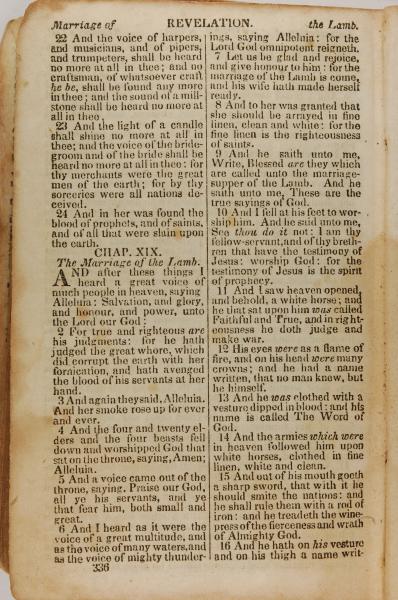 Marriage of
REVELATION.
the Lamb.
22 And the voice of harpers,
and musicians, and of pipers,
and trumpeters, shall be heard
no more at all in thee; and no
craftsman, of whatsoever craft
he be, shall be found any more
in thee; and the sound of a mill-
stone shall be heard no more at
all in thee,
23 And the light of a candle
shall shine no more at all in
thee; and the voice of the bride-
groom and of the bride shall be
heard no more at all in thee: for
thy merchants were the great
men of the earth; for by thy
sorceries were all nations de-
ceived.
24 And in her was found the
blood of prophets, and of saints,
and of all that were slain upon
the earth.
CHAP. XIX.
The Marriage of the Lamb.
AND after these things I
heard a great voice of
much people in heaven, saying
Alleluia: Salvation, and glory,
and honour, and power, unto
the Lord our God:
2 For true and righteous are
his judgments: for he hath
judged the great whore, which
did corrupt the earth with her
fornication, and hath avenged
the blood of his servants at her
hand.
3 And again they said, Alleluia.
And her smoke rose up for ever
and ever.
4 And the four and twenty el-
ders and the four beasts fell
down and worshipped God that
sat on the throne, saying, Amen;
Alleluia.
5 And a voice came out of the
throne, saying. Praise our God,
all ye his servants, and ye
that fear him, both small and
great.
6 And I heard as it were the
voice of a great multitude, and
as the voice of many waters, and
as the voice of mighty thunder-
336
ings, saying Alleluia: for the
Lord God omnipotent reigneth.
7 Let us be glad and rejoice,
and give honour to him: for the
marriage of the Lamb is come,
and his wife hath made herself
ready.
8 And to her was granted that
she should be arrayed in fine
linen, clean and white: for the
fine linen is the righteousness
of saints.
9 And he saith unto me,
Write, Blessed are they which
are called unto the marriage-
supper of the Lamb. And he
saith unto me, These are the
true sayings of God.
10 And I fell at his feet to wor-
ship him. And he said unto me,
See thou do it not: I am thy
fellow-servant, and of thy breth-
ren that have the testimony of
Jesus: worship God: for the
testimony of Jesus is the spirit
of prophecy.
11 And I saw heaven opened,
and behold, a white horse; and
he that sat upon him was called
Faithful and True, and in right-
eousness he doth judge and
make war.
12 His eyes were as a flame of
fire, and on his head were many
crowns; and he had a name
written, that no man knew, but
he himself.
13 And he was clothed with a
vesture dipped in blood: and his
name is called The Word of
God.
14 And the armies which were
in heaven followed him upon
white horses, clothed in fine
linen, white and clean.
15 And out of his mouth goeth
a sharp sword, that with it he
should smite the nations: and
he shall rule them with a rod of
iron: and he treadeth the wine-
press of the fierceness and wrath
of Almighty God.
16 And he hath on his vesture
and on his thigh a name writ-